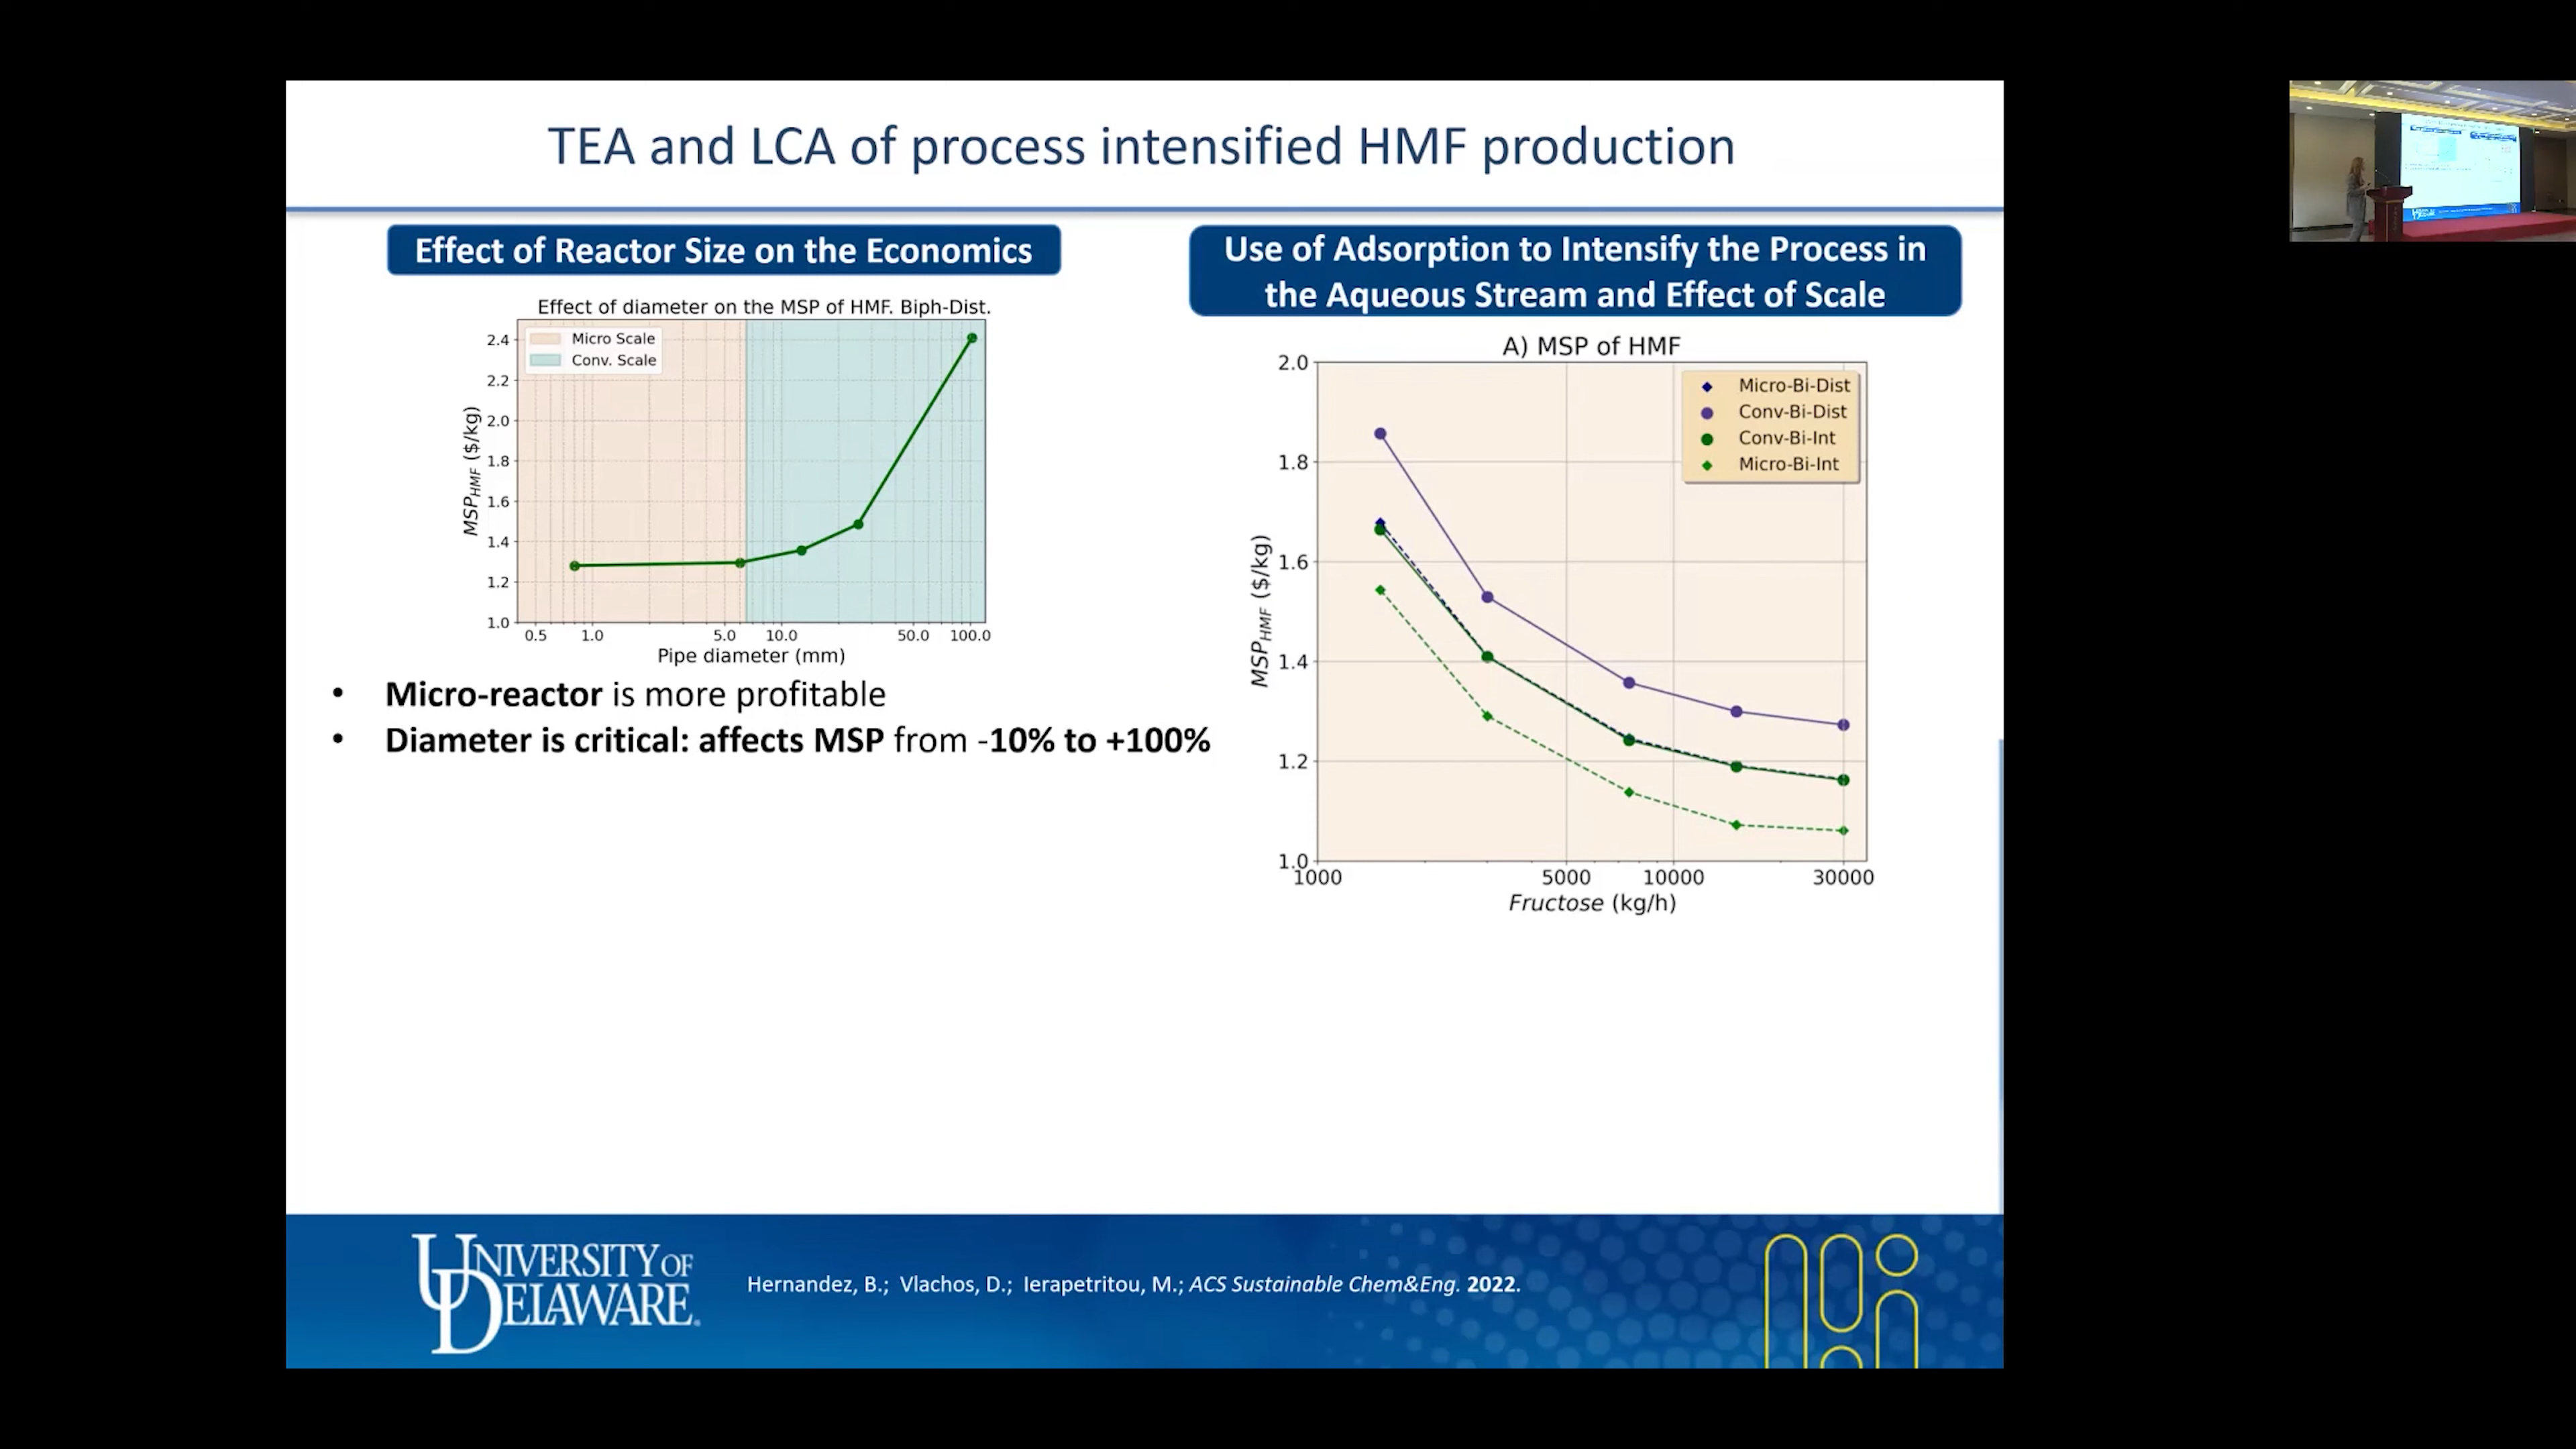 TEA and LCA of process intensified HMF production
Effect of Reactor Size on the Economics
Effect of diameter on the MSP of HMF. Biph-Dist.
Micro Scale
Conv. Scale
2.4
2.2
2.0
1.8
1.6
1.4
1.2
1.0
MSP_HMF ($/kg)
0.5 1.0 5.0 10.0 50.0 100.0
Pipe diameter (mm)
• Micro-reactor is more profitable
• Diameter is critical: affects MSP from -10% to +100%
Use of Adsorption to Intensify the Process in
the Aqueous Stream and Effect of Scale
A) MSP of HMF
Micro-Bi-Dist
Conv-Bi-Dist
Conv-Bi-Int
Micro-Bi-Int
2.0
1.8
1.6
1.4
1.2
1.0
MSP_HMF ($/kg)
1000 5000 10000 30000
Fructose (kg/h)
UNIVERSITY OF
DELAWARE.
Hernandez, B.; Vlachos, D.; Ierapetritou, M.; ACS Sustainable Chem&Eng. 2022.